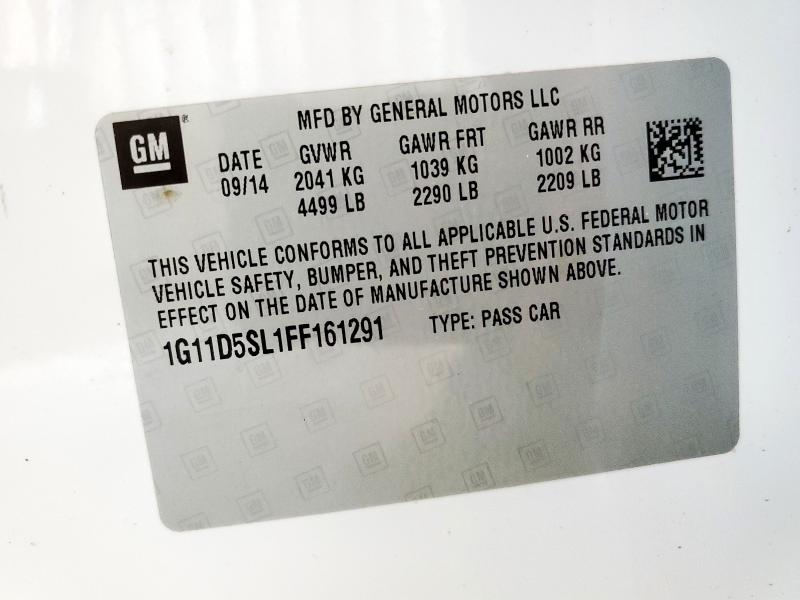 MFD BY GENERAL MOTORS LLC
GM®
DATE GVWR GAWR FRT GAWR RR
09/14 2041 KG 1039 KG 1002 KG
4499 LB 2290 LB 2209 LB
THIS VEHICLE CONFORMS TO ALL APPLICABLE U.S. FEDERAL MOTOR
VEHICLE SAFETY, BUMPER, AND THEFT PREVENTION STANDARDS IN
EFFECT ON THE DATE OF MANUFACTURE SHOWN ABOVE.
1G11D5SL1FF161291 TYPE: PASS CAR